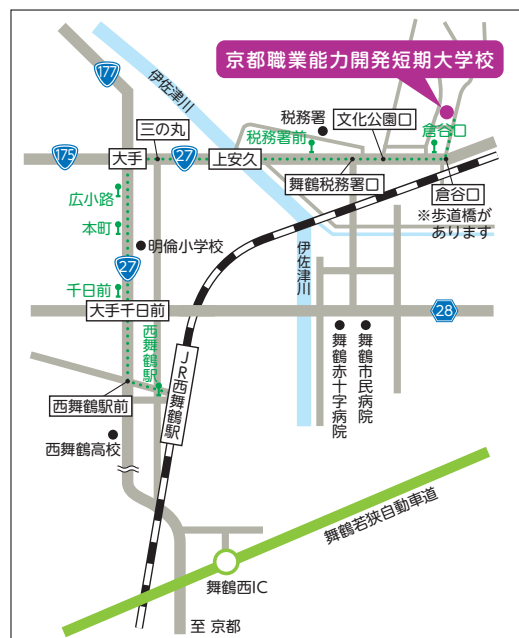 177
伊佐津川
京都職業能力開発短期大学校
税務署
文化公園口
三の丸
税務署前
倉谷口
175
大手
27
上安久
舞鶴税務署口
倉谷口
※歩道橋が
あります
広小路
本町
明倫小学校
伊佐津川
27
千日前
大手千日前
28
西舞鶴駅
JR西舞鶴駅
舞鶴赤十字病院
舞鶴市民病院
西舞鶴駅前
西舞鶴高校
舞鶴若狭自動車道
舞鶴西IC
至 京都